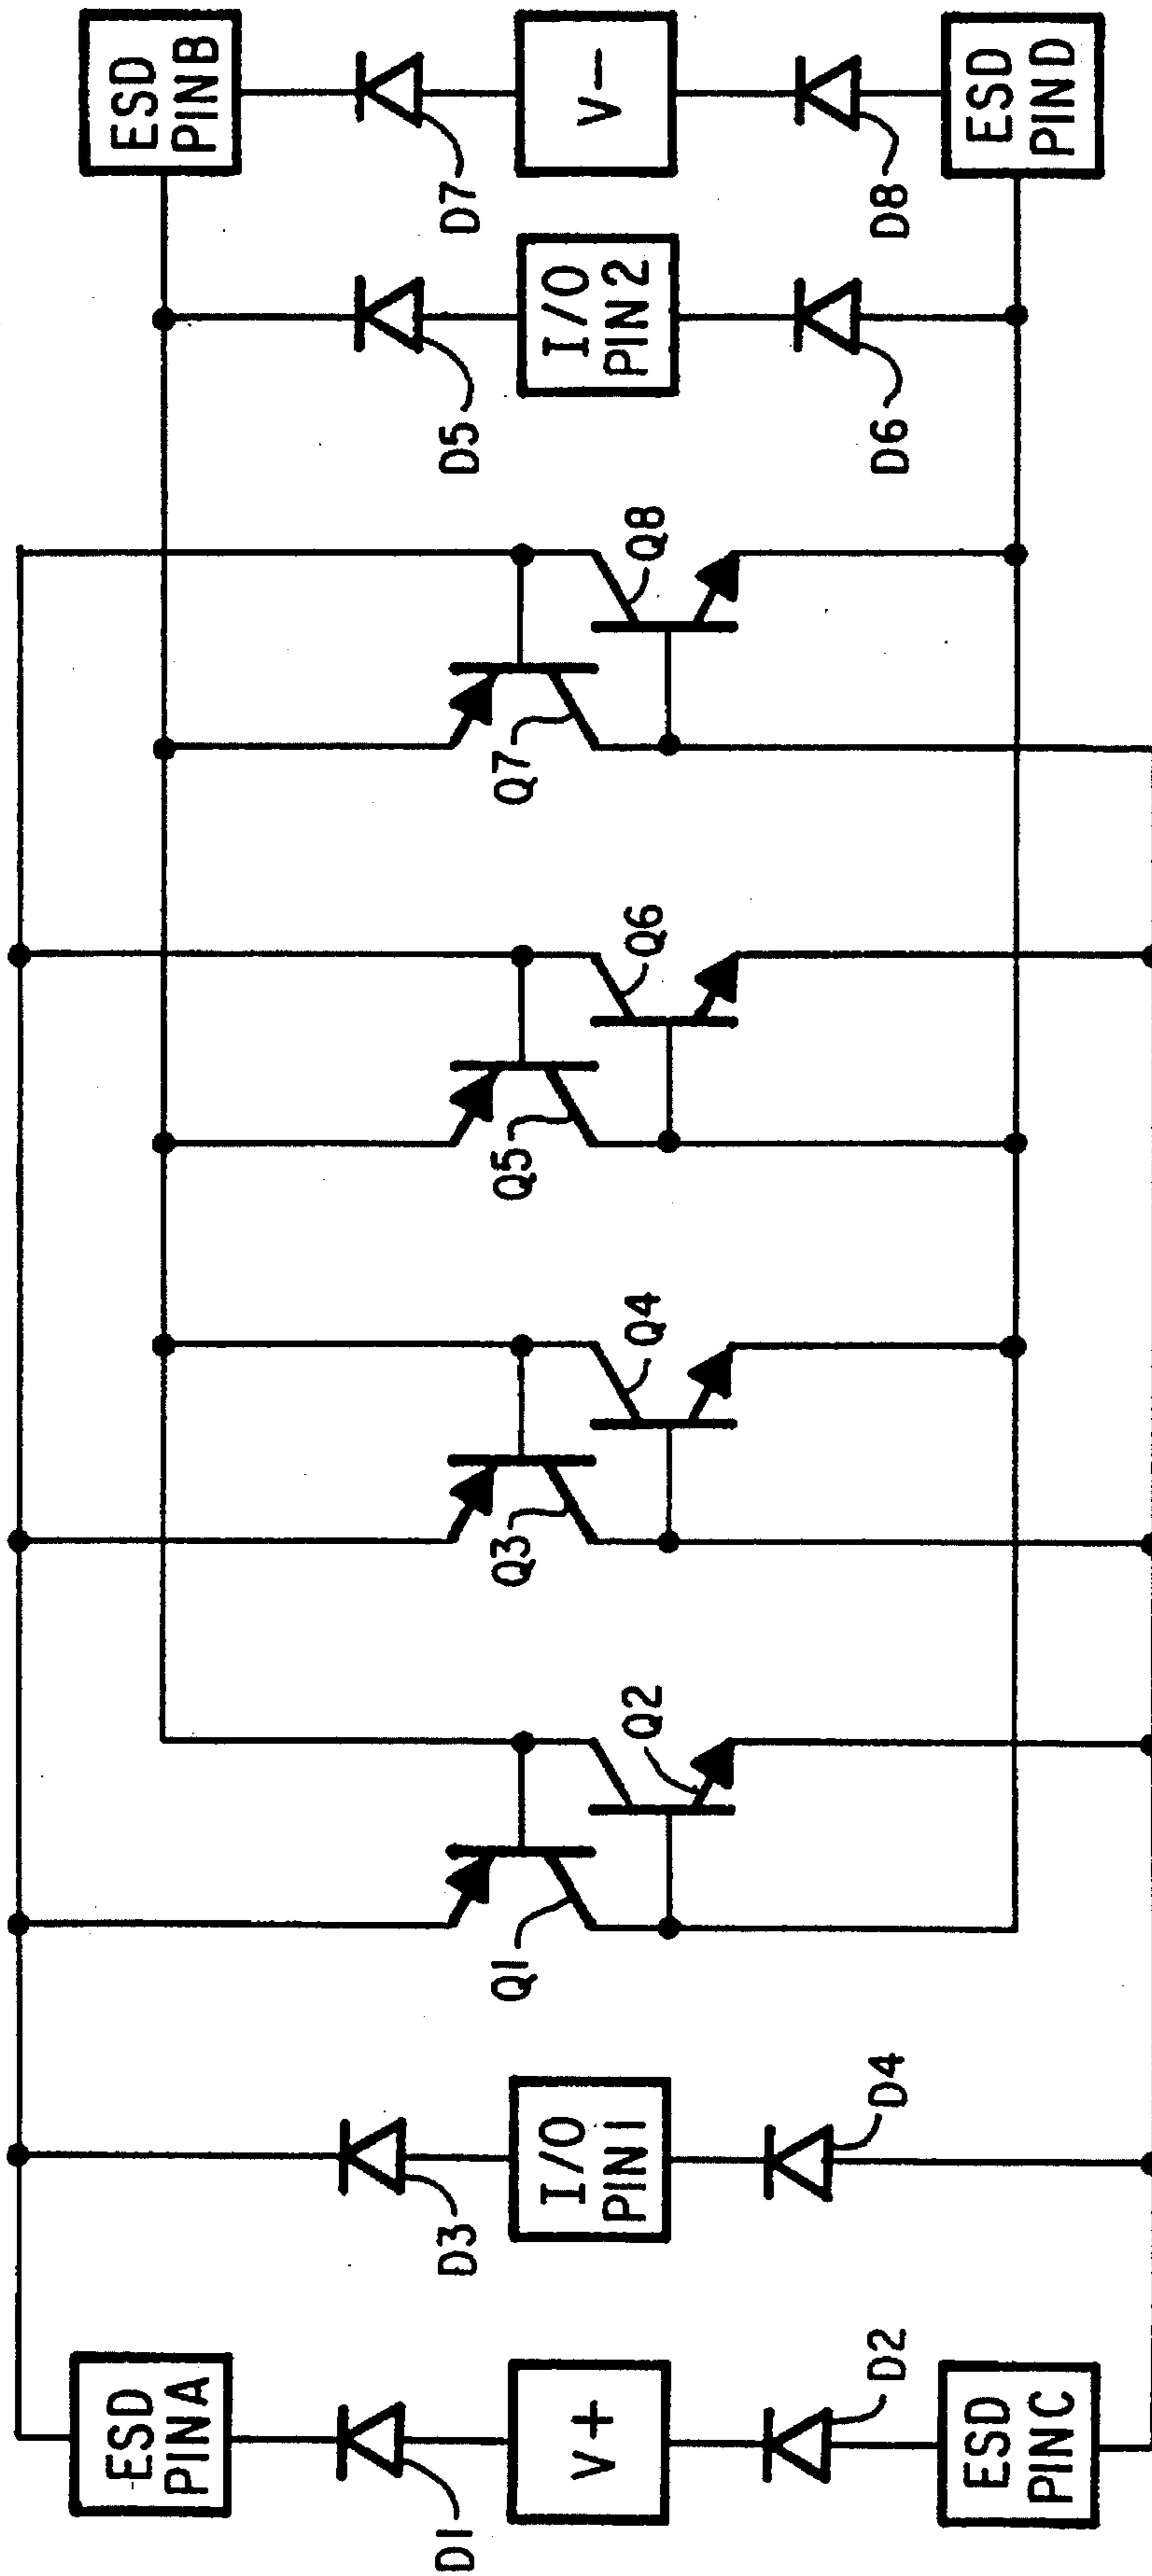 ESD
PINA
D1
V+
D2
ESD
PINC
D3
I/O
PIN1
D4
Q1
Q2
Q3
Q4
Q5
Q6
Q7
Q8
D5
I/O
PIN2
D6
ESD
PINB
D7
V-
D8
ESD
PIND